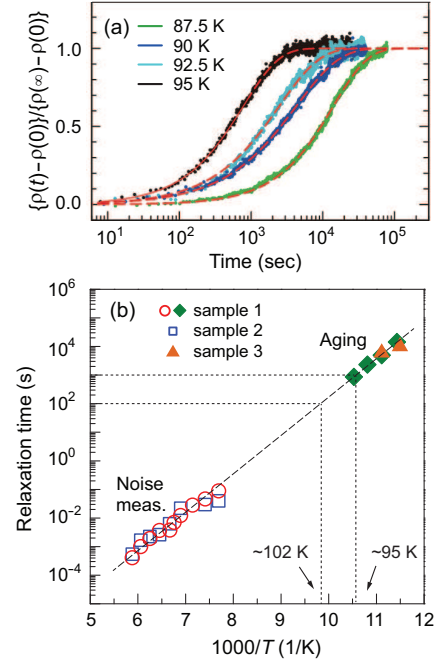 (a)
87.5 K
90 K
92.5 K
95 K
{ρ(t)−ρ(0)}/{ρ(∞)−ρ(0)}
1.0
0.5
0.0
10^1 10^2 10^3 10^4 10^5
Time (sec)
(b)
sample 1
sample 2
sample 3
Aging
Noise
meas.
~102 K
~95 K
Relaxation time (s)
10^6
10^4
10^2
10^0
10^-2
10^-4
5 6 7 8 9 10 11 12
1000/T (1/K)